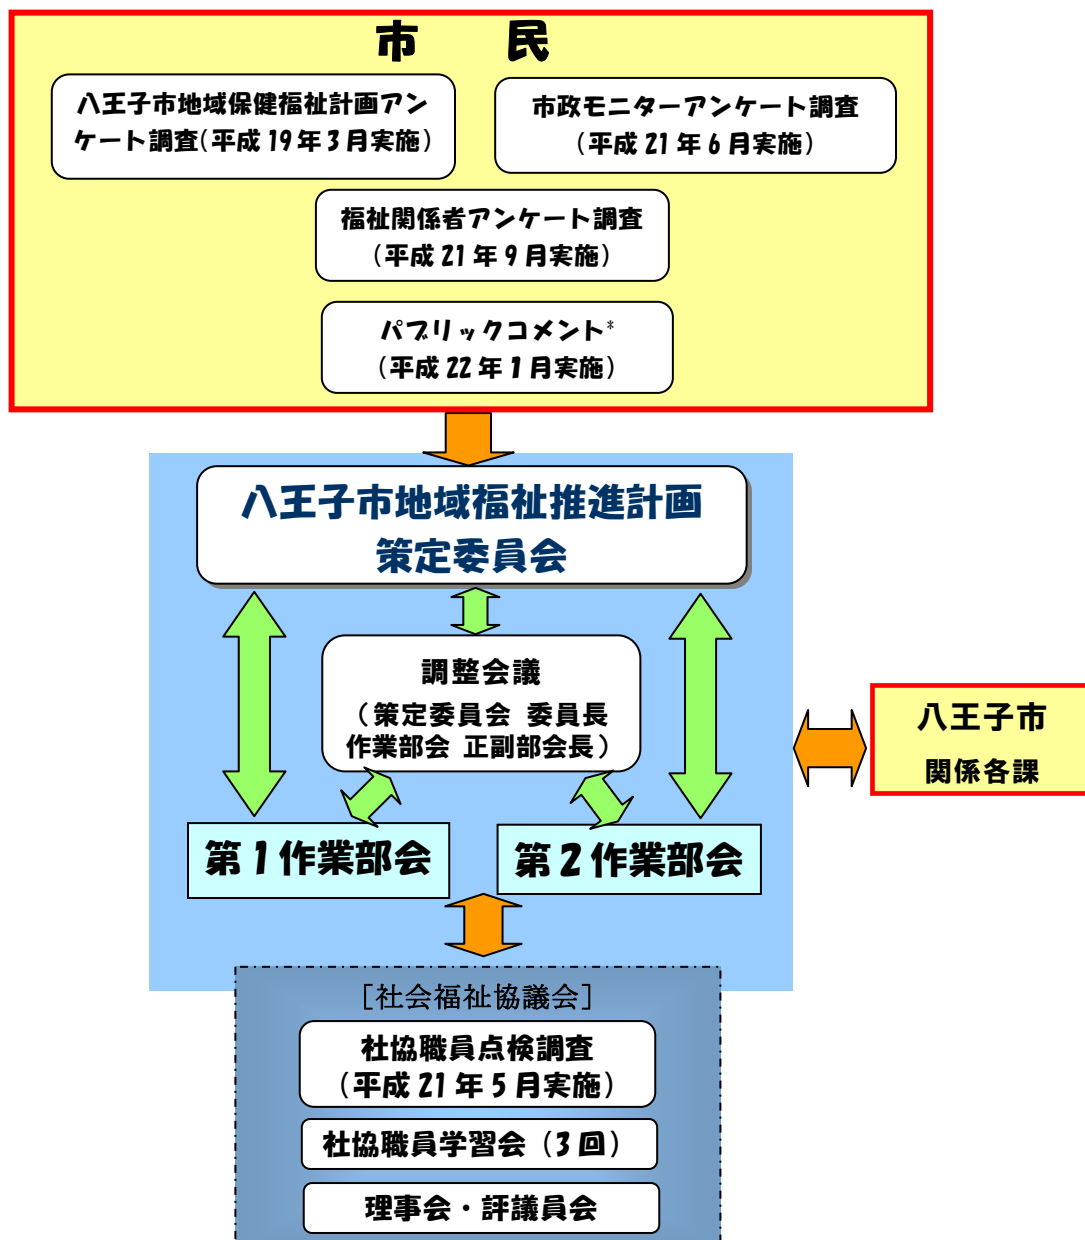 市　民
八王子市地域保健福祉計画アン
ケート調査(平成19年3月実施)
市政モニターアンケート調査
(平成21年6月実施)
福祉関係者アンケート調査
(平成21年9月実施)
パブリックコメント*
(平成22年1月実施)
八王子市地域福祉推進計画
策定委員会
調整会議
(策定委員会 委員長
作業部会 正副部会長)
八王子市
関係各課
第1作業部会
第2作業部会
[社会福祉協議会]
社協職員点検調査
(平成21年5月実施)
社協職員学習会(3回)
理事会・評議員会